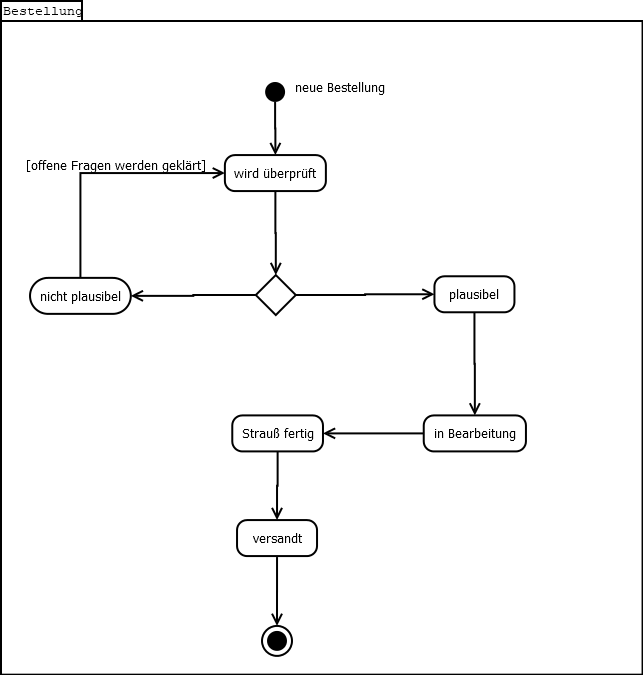 Bestellung
neue Bestellung
[offene Fragen werden geklärt]
wird überprüft
nicht plausibel
plausibel
Strauß fertig
in Bearbeitung
versandt